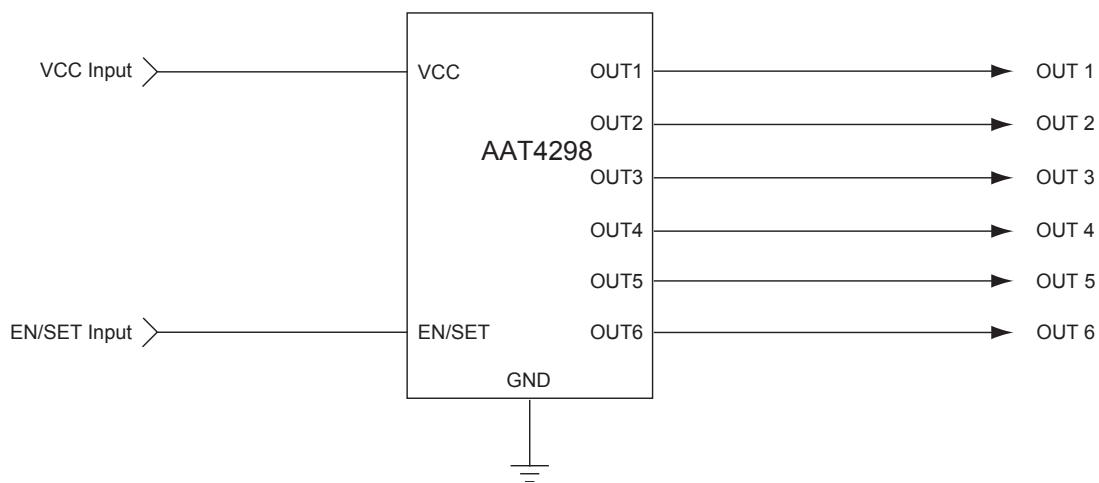 VCC Input VCC OUT1 OUT 1
OUT2 OUT 2
AAT4298
OUT3 OUT 3
OUT4 OUT 4
OUT5 OUT 5
EN/SET Input EN/SET OUT6 OUT 6
GND